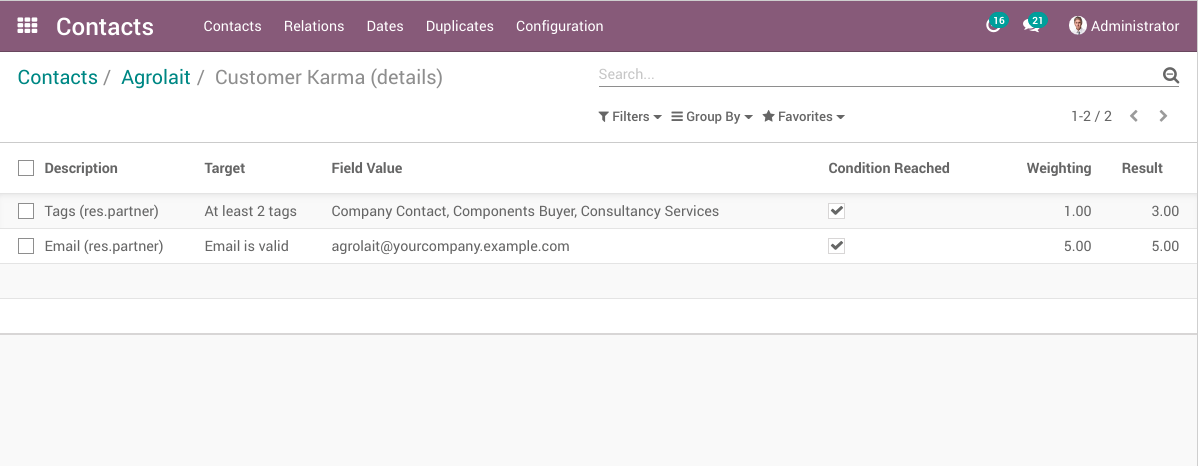 Contacts Contacts Relations Dates Duplicates Configuration 16 21 Administrator
Contacts / Agrolait / Customer Karma (details) Search...
Filters Group By Favorites 1-2 / 2
Description Target Field Value Condition Reached Weighting Result
Tags (res.partner) At least 2 tags Company Contact, Components Buyer, Consultancy Services 1.00 3.00
Email (res.partner) Email is valid agrolait@yourcompany.example.com 5.00 5.00